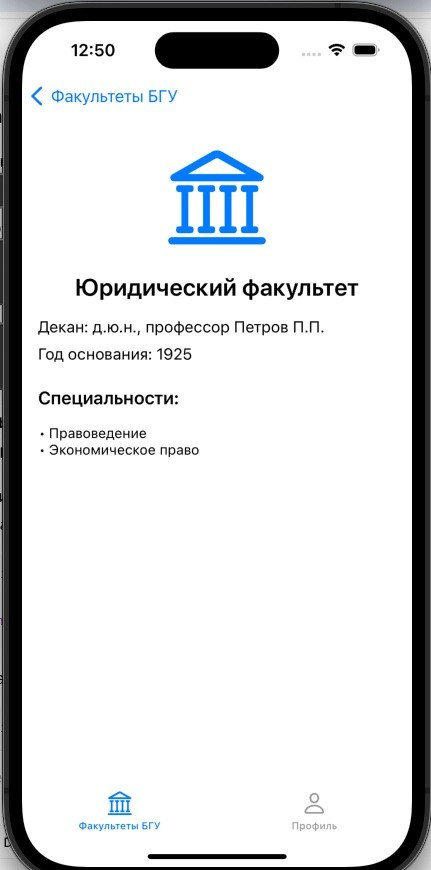 12:50
Факультеты БГУ
Юридический факультет
Декан: д.ю.н., профессор Петров П.П.
Год основания: 1925
Специальности:
• Правоведение
• Экономическое право
Факультеты БГУ
Профиль